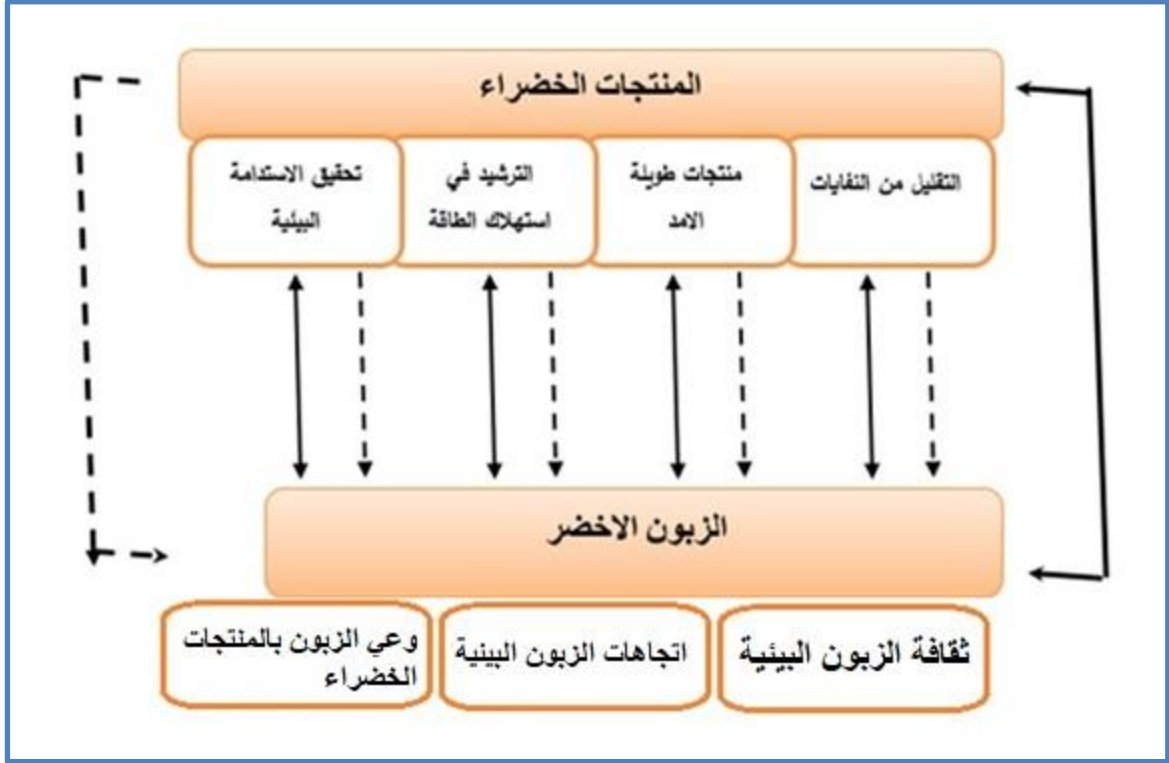 المنتجات الخضراء
التقليل من النفايات
منتجات طويلة
الامد
الترشيد في
استهلاك الطاقة
تحقيق الاستدامة
البيئية
الزبون الاخضر
ثقافة الزبون البيئية
اتجاهات الزبون البيئية
وعي الزبون بالمنتجات
الخضراء